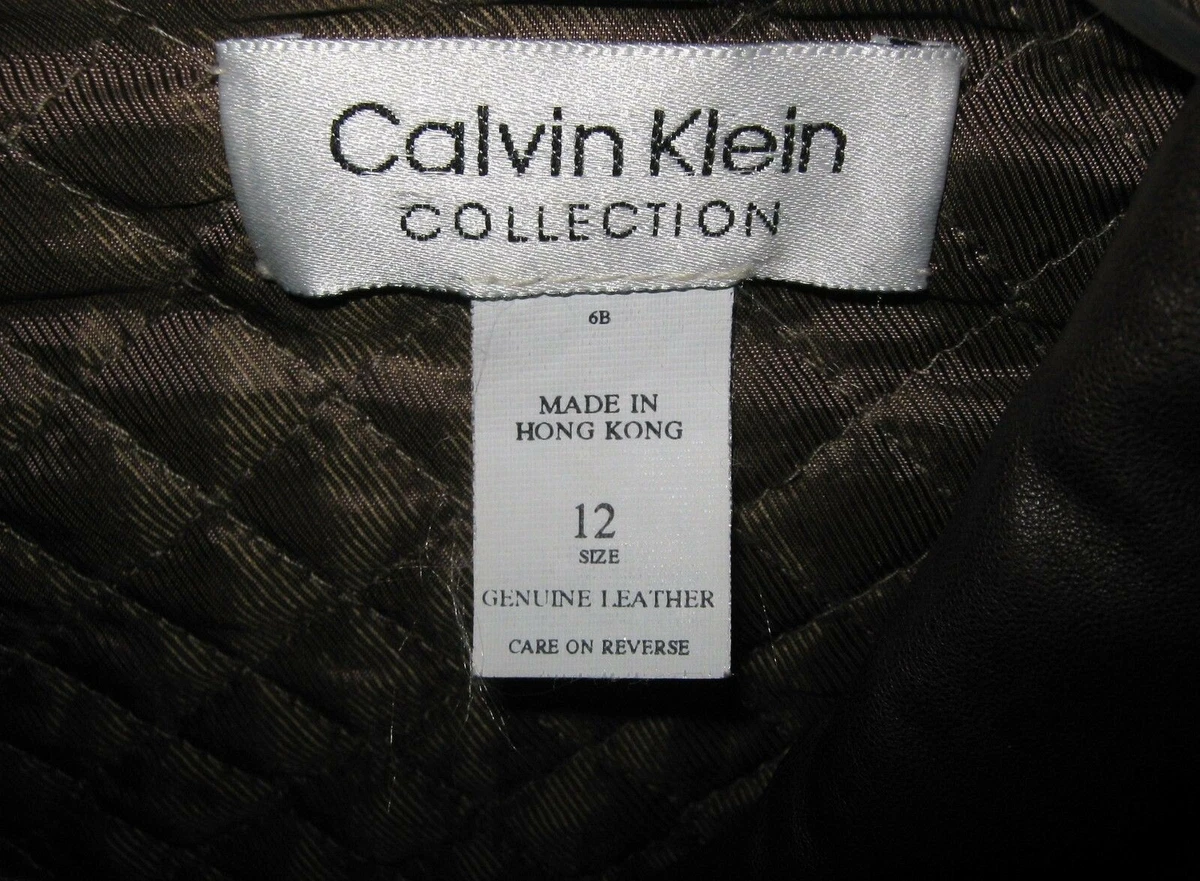 Calvin Klein
COLLECTION
6B
MADE IN
HONG KONG
12
SIZE
GENUINE LEATHER
CARE ON REVERSE